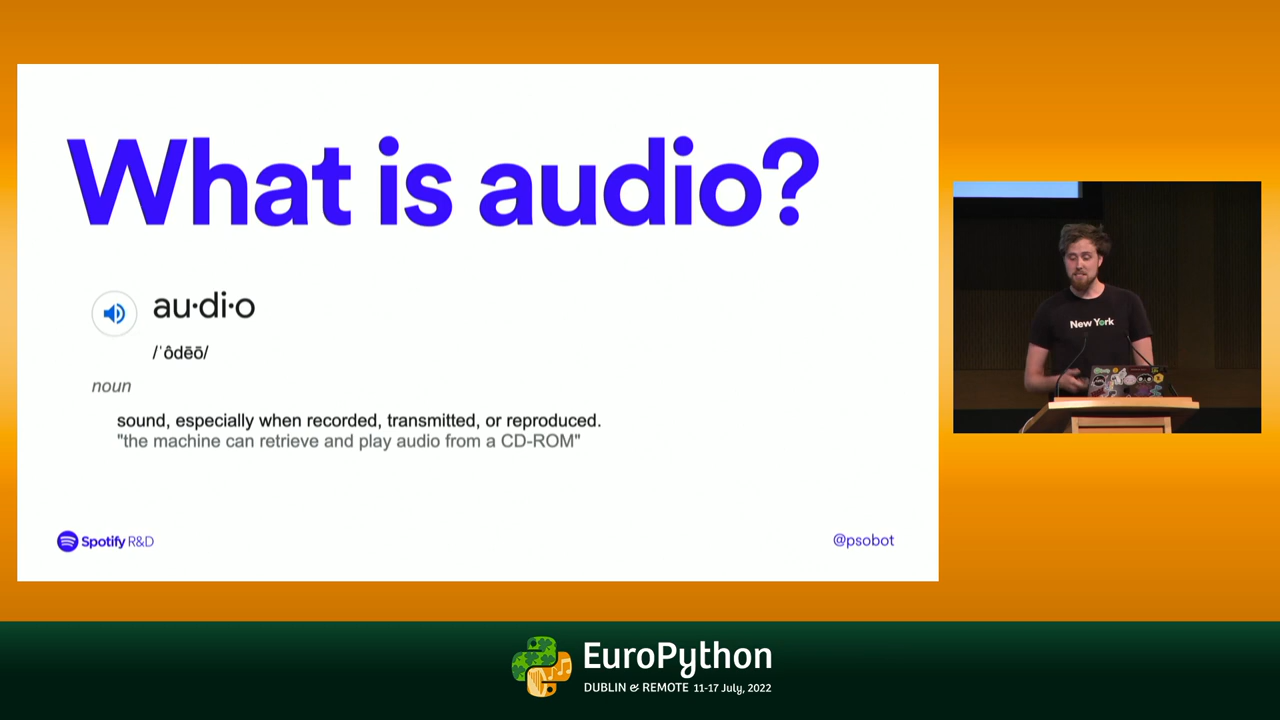 What is audio?
au·di·o
/ˈôdēō/
noun
sound, especially when recorded, transmitted, or reproduced.
"the machine can retrieve and play audio from a CD-ROM"
Spotify R&D
@psobot
New York
EuroPython
DUBLIN & REMOTE 11-17 July, 2022